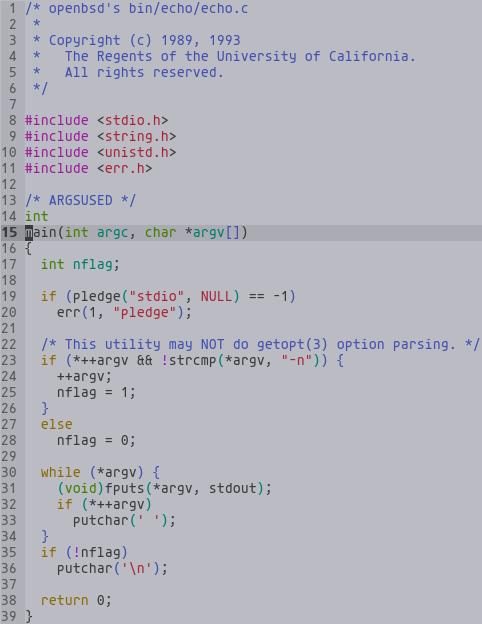 1 /* openbsd's bin/echo/echo.c
2  *
3  * Copyright (c) 1989, 1993
4  *   The Regents of the University of California.
5  *   All rights reserved.
6  */
7
8 #include <stdio.h>
9 #include <string.h>
10 #include <unistd.h>
11 #include <err.h>
12
13 /* ARGSUSED */
14 int
15 main(int argc, char *argv[])
16 {
17   int nflag;
18
19   if (pledge("stdio", NULL) == -1)
20     err(1, "pledge");
21
22   /* This utility may NOT do getopt(3) option parsing. */
23   if (*++argv && !strcmp(*argv, "-n")) {
24     ++argv;
25     nflag = 1;
26   }
27   else
28     nflag = 0;
29
30   while (*argv) {
31     (void)fputs(*argv, stdout);
32     if (*++argv)
33       putchar(' ');
34   }
35   if (!nflag)
36     putchar('\n');
37
38   return 0;
39 }